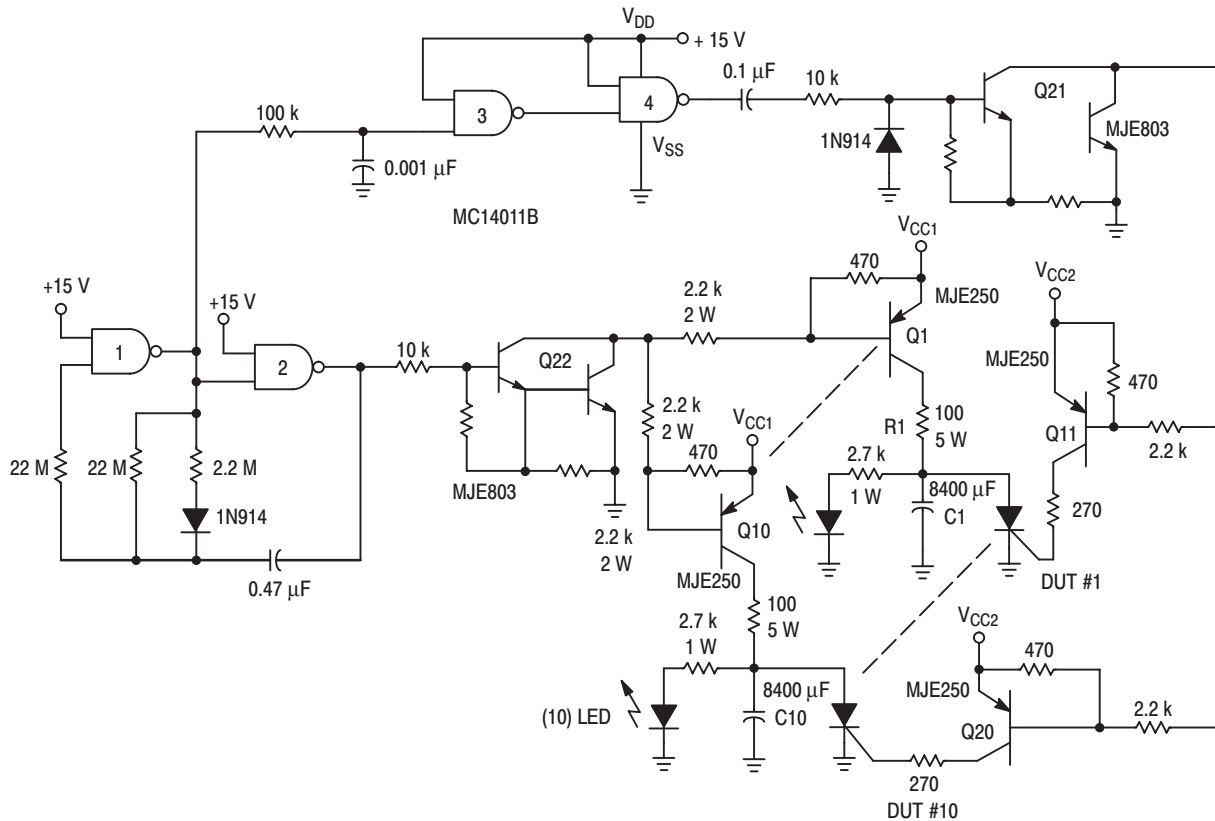 V_DD
+ 15 V
0.1 μF
10 k
Q21
MJE803
1N914
100 k
3
4
V_SS
0.001 μF
MC14011B
V_CC1
470
MJE250
V_CC2
+15 V
+15 V
2.2 k
2 W
Q1
MJE250
470
1
2
10 k
Q22
2.2 k
2 W
V_CC1
R1
100
5 W
Q11
2.2 k
22 M
22 M
2.2 M
470
2.7 k
1 W
8400 μF
C1
270
MJE803
1N914
2.2 k
2 W
Q10
MJE250
DUT #1
0.47 μF
100
5 W
2.7 k
1 W
V_CC2
470
8400 μF
C10
MJE250
2.2 k
(10) LED
Q20
270
DUT #10